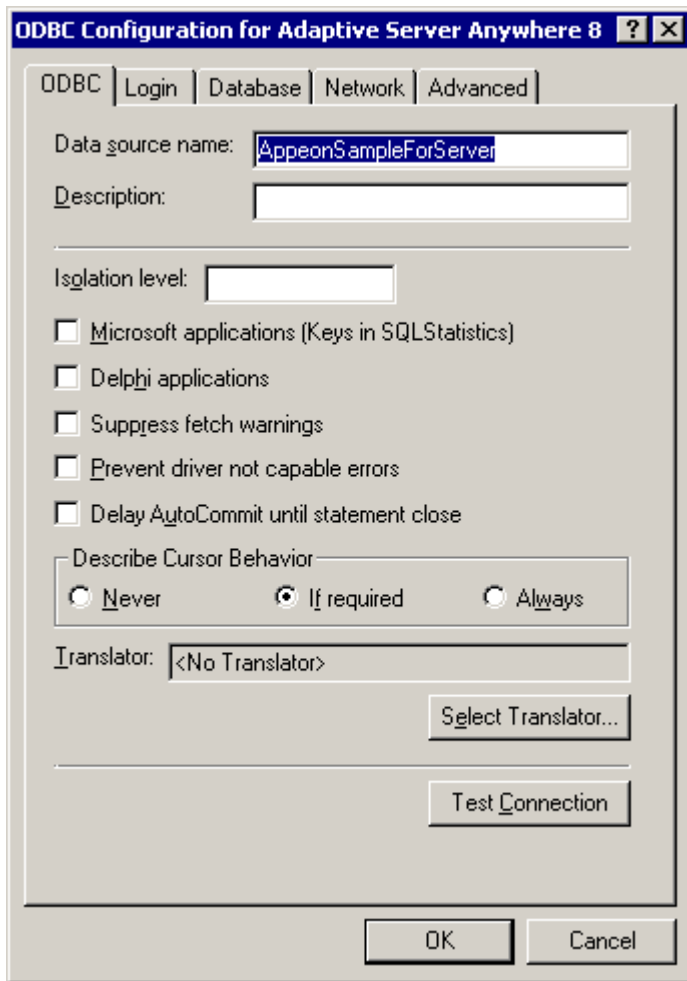 ODBC Configuration for Adaptive Server Anywhere 8
ODBC Login Database Network Advanced
Data source name: AppeonSampleForServer
Description:
Isolation level:
Microsoft applications (Keys in SQLStatistics)
Delphi applications
Suppress fetch warnings
Prevent driver not capable errors
Delay AutoCommit until statement close
Describe Cursor Behavior
Never If required Always
Translator: <No Translator>
Select Translator...
Test Connection
OK Cancel